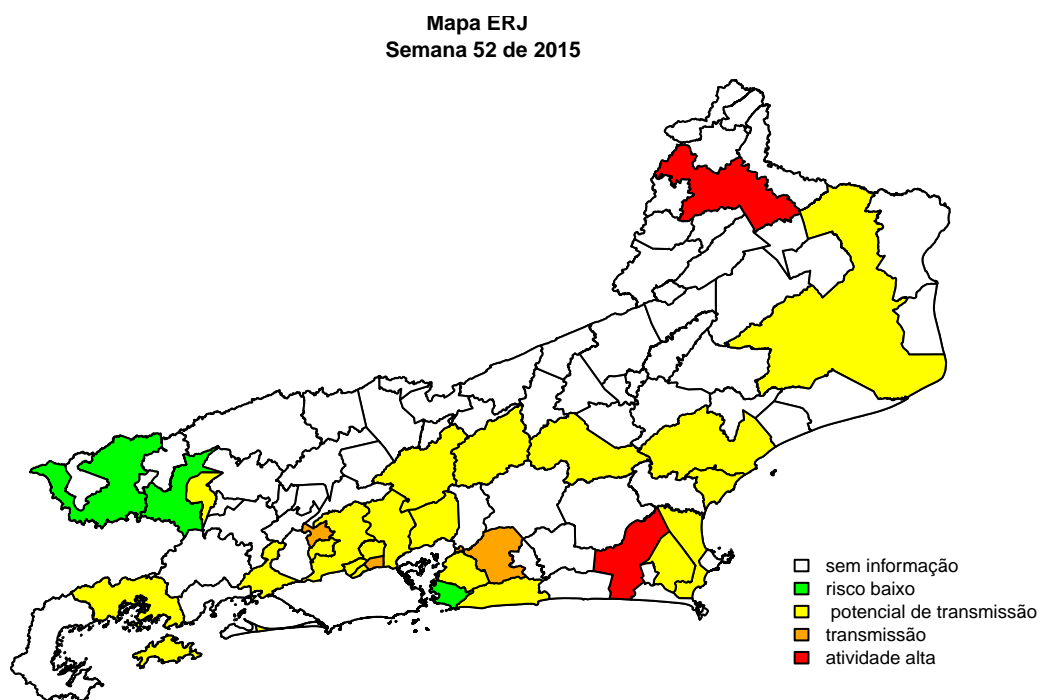 Mapa ERJ
Semana 52 de 2015
sem informação
risco baixo
potencial de transmissão
transmissão
atividade alta